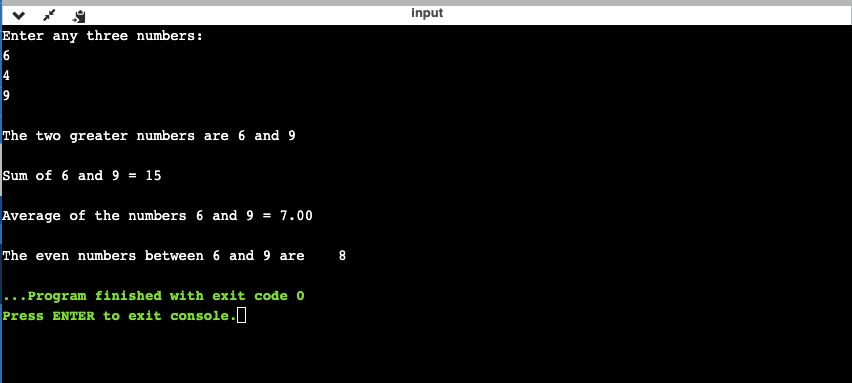 input
Enter any three numbers:
6
4
9
The two greater numbers are 6 and 9
Sum of 6 and 9 = 15
Average of the numbers 6 and 9 = 7.00
The even numbers between 6 and 9 are    8
...Program finished with exit code 0
Press ENTER to exit console.